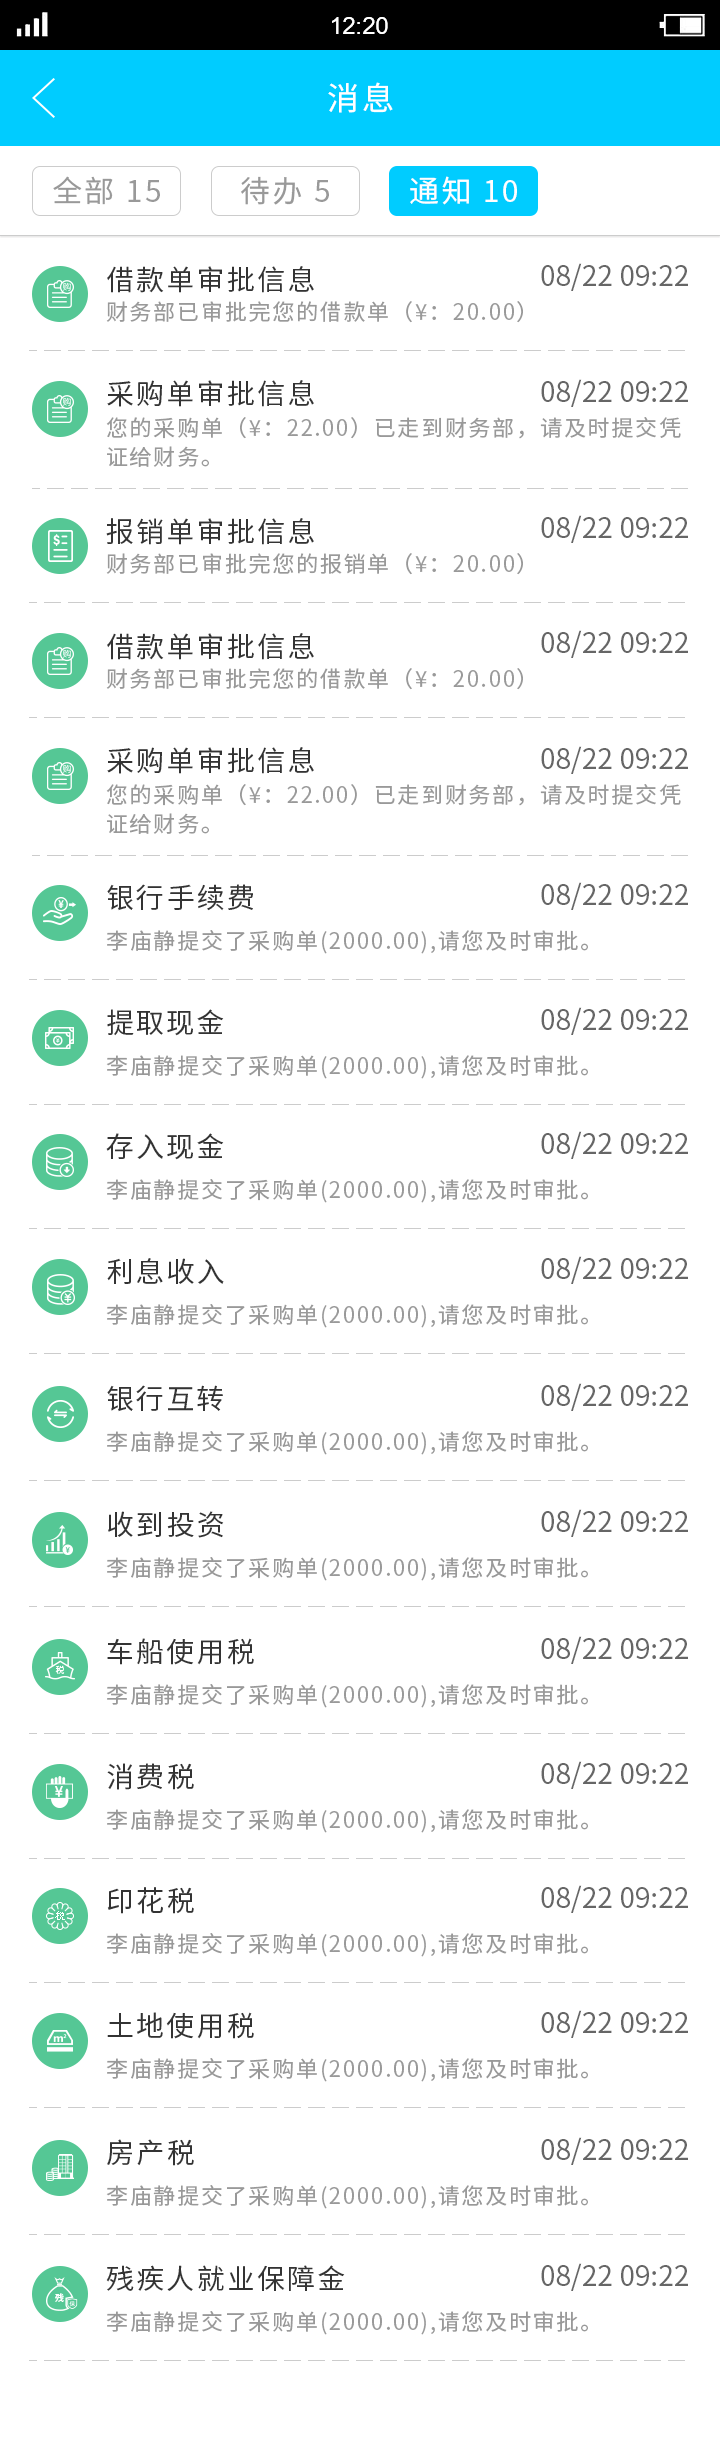 12:20
消息
全部 15 待办 5 通知 10
借款单审批信息 08/22 09:22
财务部已审批完您的借款单（¥：20.00）
采购单审批信息 08/22 09:22
您的采购单（¥：22.00）已走到财务部，请及时提交凭
证给财务。
报销单审批信息 08/22 09:22
财务部已审批完您的报销单（¥：20.00）
借款单审批信息 08/22 09:22
财务部已审批完您的借款单（¥：20.00）
采购单审批信息 08/22 09:22
您的采购单（¥：22.00）已走到财务部，请及时提交凭
证给财务。
银行手续费 08/22 09:22
李庙静提交了采购单(2000.00),请您及时审批。
提取现金 08/22 09:22
李庙静提交了采购单(2000.00),请您及时审批。
存入现金 08/22 09:22
李庙静提交了采购单(2000.00),请您及时审批。
利息收入 08/22 09:22
李庙静提交了采购单(2000.00),请您及时审批。
银行互转 08/22 09:22
李庙静提交了采购单(2000.00),请您及时审批。
收到投资 08/22 09:22
李庙静提交了采购单(2000.00),请您及时审批。
车船使用税 08/22 09:22
李庙静提交了采购单(2000.00),请您及时审批。
消费税 08/22 09:22
李庙静提交了采购单(2000.00),请您及时审批。
印花税 08/22 09:22
李庙静提交了采购单(2000.00),请您及时审批。
土地使用税 08/22 09:22
李庙静提交了采购单(2000.00),请您及时审批。
房产税 08/22 09:22
李庙静提交了采购单(2000.00),请您及时审批。
残疾人就业保障金 08/22 09:22
李庙静提交了采购单(2000.00),请您及时审批。